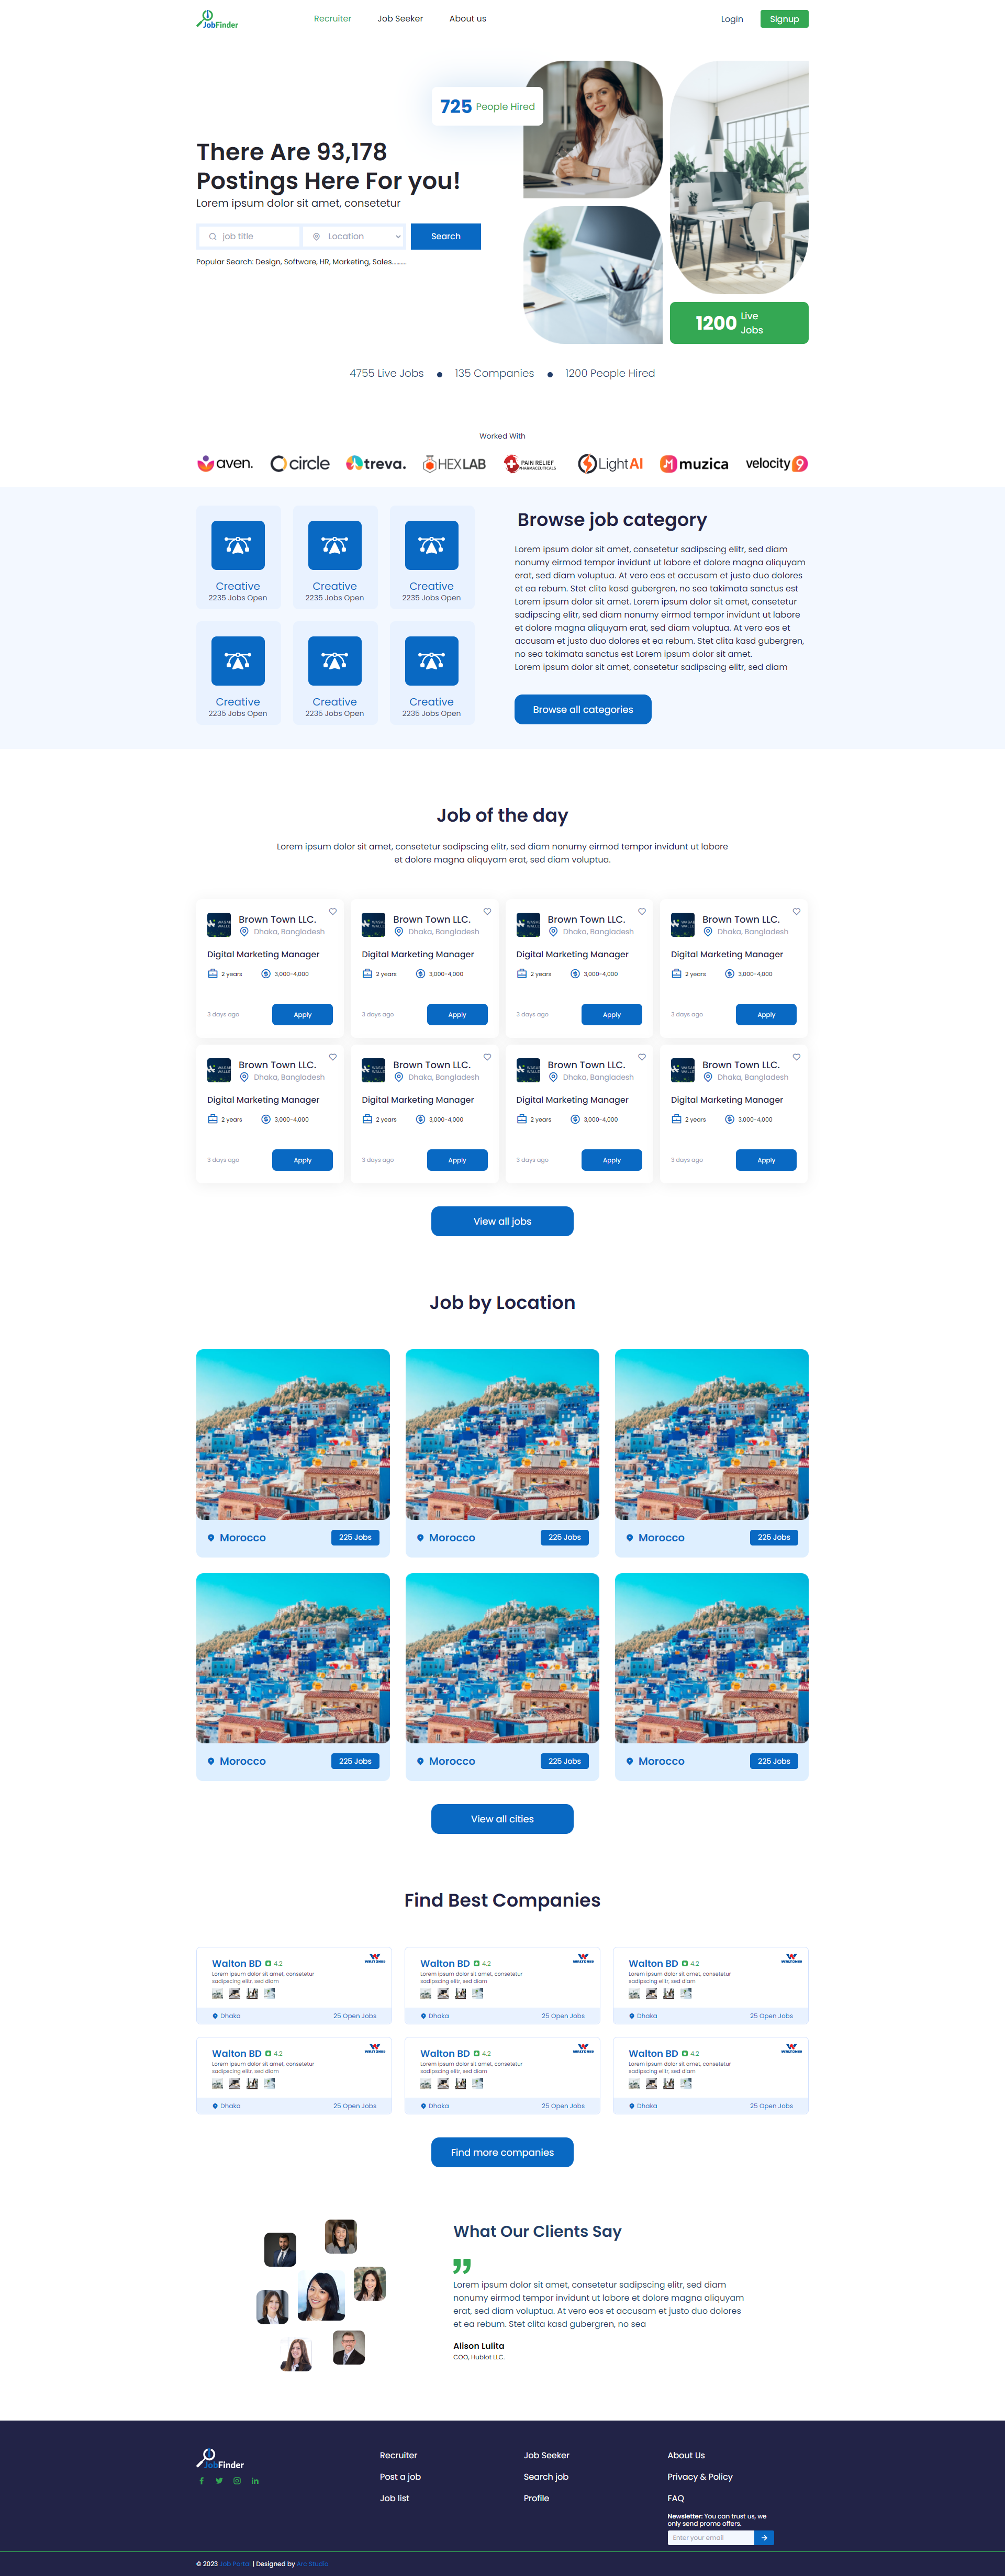 JobFinder
Recruiter Job Seeker About us
Login Signup
725 People Hired
There Are 93,178
Postings Here For you!
Lorem ipsum dolor sit amet, consetetur
job title Location Search
Popular Search: Design, Software, HR, Marketing, Sales.........
1200 Live
Jobs
4755 Live Jobs 135 Companies 1200 People Hired
Worked With
aven. circle treva. HEXLAB PAIN RELIEF PHARMACEUTICALS LightAI muzica velocity 9
Browse job category
Lorem ipsum dolor sit amet, consetetur sadipscing elitr, sed diam
nonumy eirmod tempor invidunt ut labore et dolore magna aliquyam
erat, sed diam voluptua. At vero eos et accusam et justo duo dolores
et ea rebum. Stet clita kasd gubergren, no sea takimata sanctus est
Lorem ipsum dolor sit amet. Lorem ipsum dolor sit amet, consetetur
sadipscing elitr, sed diam nonumy eirmod tempor invidunt ut labore
et dolore magna aliquyam erat, sed diam voluptua. At vero eos et
accusam et justo duo dolores et ea rebum. Stet clita kasd gubergren,
no sea takimata sanctus est Lorem ipsum dolor sit amet.
Lorem ipsum dolor sit amet, consetetur sadipscing elitr, sed diam
Browse all categories
Creative Creative Creative
2235 Jobs Open 2235 Jobs Open 2235 Jobs Open
Creative Creative Creative
2235 Jobs Open 2235 Jobs Open 2235 Jobs Open
Job of the day
Lorem ipsum dolor sit amet, consetetur sadipscing elitr, sed diam nonumy eirmod tempor invidunt ut labore
et dolore magna aliquyam erat, sed diam voluptua.
Brown Town LLC. Brown Town LLC. Brown Town LLC. Brown Town LLC.
Dhaka, Bangladesh Dhaka, Bangladesh Dhaka, Bangladesh Dhaka, Bangladesh
Digital Marketing Manager Digital Marketing Manager Digital Marketing Manager Digital Marketing Manager
2 years 3,000-4,000 2 years 3,000-4,000 2 years 3,000-4,000 2 years 3,000-4,000
3 days ago Apply 3 days ago Apply 3 days ago Apply 3 days ago Apply
Brown Town LLC. Brown Town LLC. Brown Town LLC. Brown Town LLC.
Dhaka, Bangladesh Dhaka, Bangladesh Dhaka, Bangladesh Dhaka, Bangladesh
Digital Marketing Manager Digital Marketing Manager Digital Marketing Manager Digital Marketing Manager
2 years 3,000-4,000 2 years 3,000-4,000 2 years 3,000-4,000 2 years 3,000-4,000
3 days ago Apply 3 days ago Apply 3 days ago Apply 3 days ago Apply
View all jobs
Job by Location
Morocco 225 Jobs Morocco 225 Jobs Morocco 225 Jobs
Morocco 225 Jobs Morocco 225 Jobs Morocco 225 Jobs
View all cities
Find Best Companies
Walton BD 4.2 Walton BD 4.2 Walton BD 4.2
Lorem ipsum dolor sit amet, consetetur Lorem ipsum dolor sit amet, consetetur Lorem ipsum dolor sit amet, consetetur
sadipscing elitr, sed diam sadipscing elitr, sed diam sadipscing elitr, sed diam
Dhaka 25 Open Jobs Dhaka 25 Open Jobs Dhaka 25 Open Jobs
Walton BD 4.2 Walton BD 4.2 Walton BD 4.2
Lorem ipsum dolor sit amet, consetetur Lorem ipsum dolor sit amet, consetetur Lorem ipsum dolor sit amet, consetetur
sadipscing elitr, sed diam sadipscing elitr, sed diam sadipscing elitr, sed diam
Dhaka 25 Open Jobs Dhaka 25 Open Jobs Dhaka 25 Open Jobs
Find more companies
What Our Clients Say
Lorem ipsum dolor sit amet, consetetur sadipscing elitr, sed diam
nonumy eirmod tempor invidunt ut labore et dolore magna aliquyam
erat, sed diam voluptua. At vero eos et accusam et justo duo dolores
et ea rebum. Stet clita kasd gubergren, no sea
Alison Lulita
COO, Hublot LLC.
JobFinder
Recruiter Job Seeker About Us
Post a job Search job Privacy & Policy
Job list Profile FAQ
Newsletter: You can trust us, we
only send promo offers.
Enter your email
© 2023 Job Portal | Designed by Arc Studio